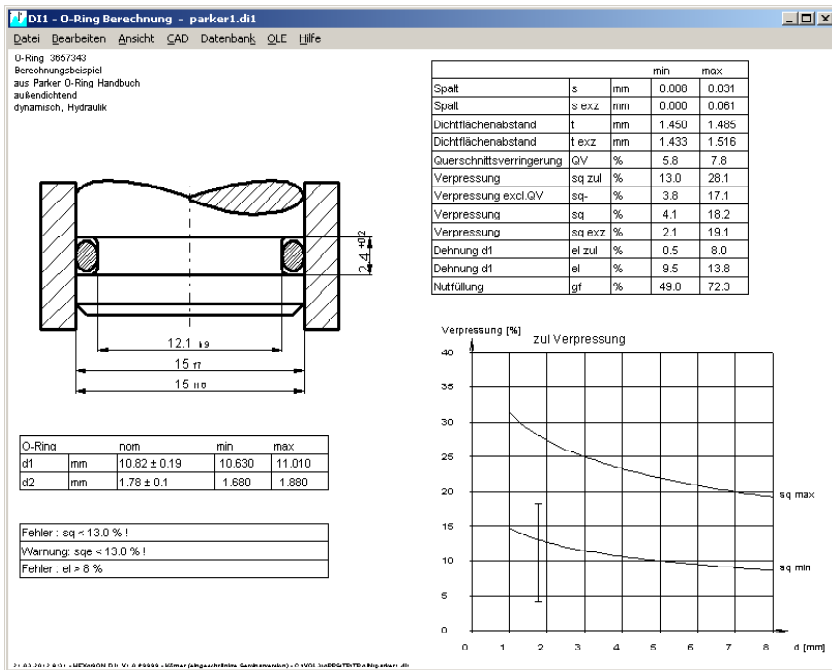 DI1 - O-Ring Berechnung - parker1.di1
Datei Bearbeiten Ansicht CAD Datenbank OLE Hilfe
O-Ring 3657343
Berechnungsbeispiel
aus Parker O-Ring Handbuch
außendichtend
dynamisch, Hydraulik
min max
Spalt s mm 0.000 0.031
Spalt s exz mm 0.000 0.061
Dichtflächenabstand t mm 1.450 1.485
Dichtflächenabstand t exz mm 1.433 1.516
Querschnittsverringerung QV % 5.8 7.8
Verpressung sq zul % 13.0 28.1
Verpressung excl.QV sq- % 3.8 17.1
Verpressung sq % 4.1 18.2
Verpressung sq exz % 2.1 19.1
Dehnung d1 el zul % 0.5 8.0
Dehnung d1 el % 9.5 13.8
Nutfüllung gf % 49.0 72.3
2.4 +0.2
12.1 h9
15 f7
15 H8
O-Ring nom min max
d1 mm 10.82 ± 0.19 10.630 11.010
d2 mm 1.78 ± 0.1 1.680 1.880
Fehler : sq < 13.0 % !
Warnung: sqe < 13.0 % !
Fehler : el > 8 %
Verpressung [%]
zul Verpressung
40
35
30
25
20
15
10
5
0
sq max
sq min
0 1 2 3 4 5 6 7 8 d [mm]